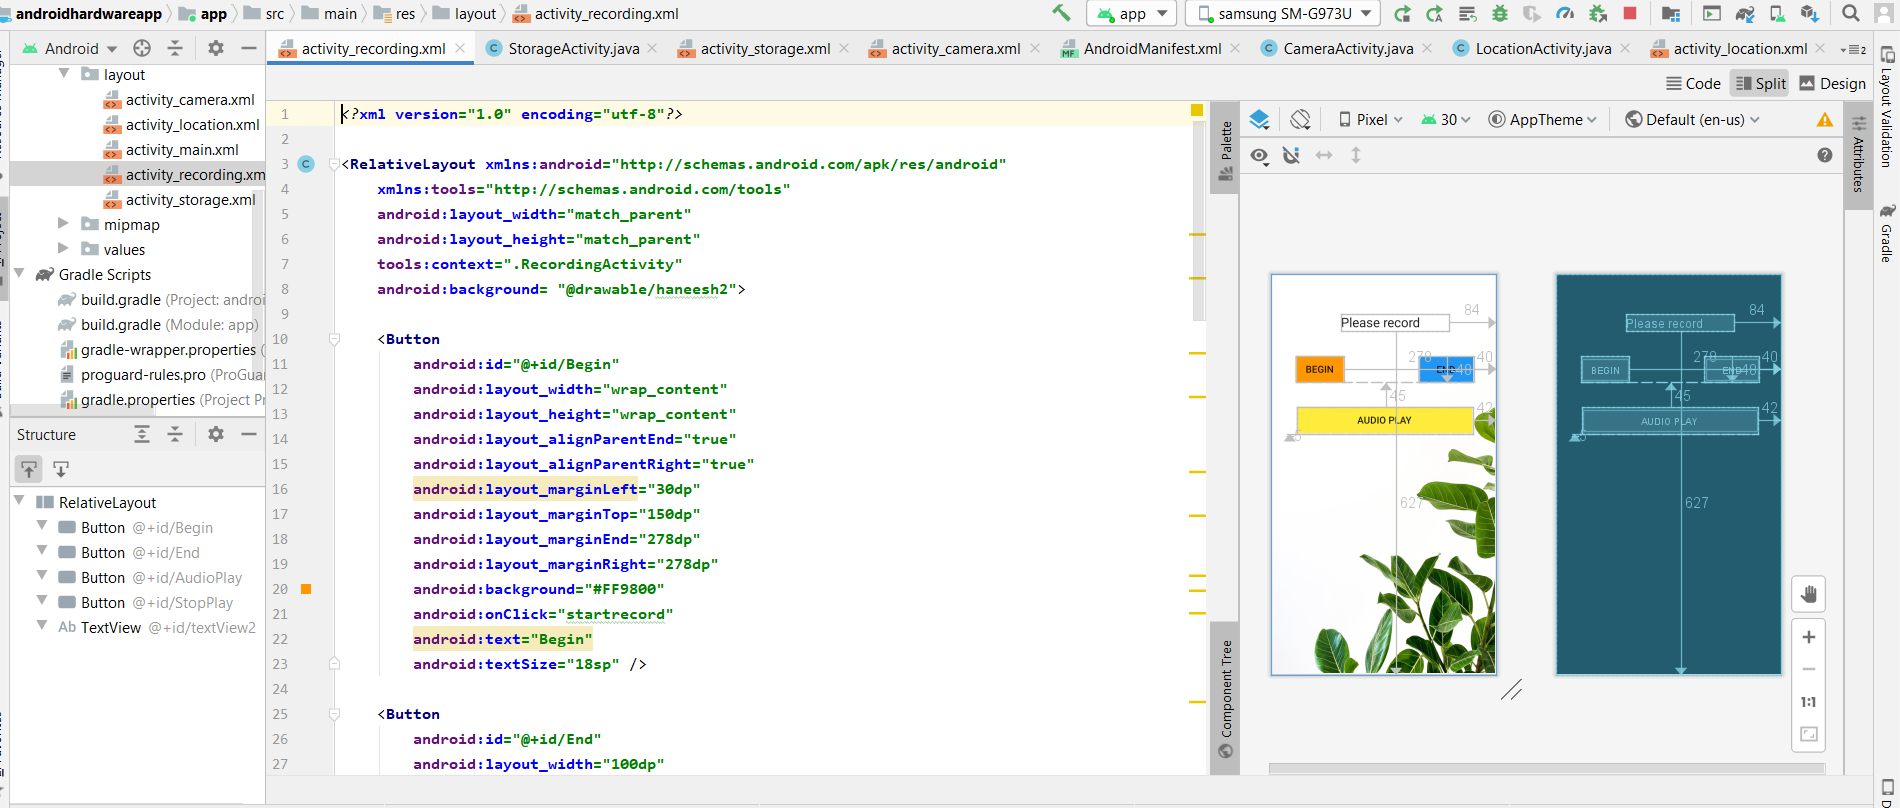 androidhardwareapp app src main res layout activity_recording.xml app samsung SM-G973U
Android
activity_recording.xml StorageActivity.java activity_storage.xml activity_camera.xml AndroidManifest.xml CameraActivity.java LocationActivity.java activity_location.xml 2
Code Split Design
layout
activity_camera.xml
activity_location.xml
activity_main.xml
activity_recording.xm
activity_storage.xml
mipmap
values
Gradle Scripts
build.gradle (Project: androi
build.gradle (Module: app)
gradle-wrapper.properties (
proguard-rules.pro (ProGua
gradle.properties (Project Pr
Structure
RelativeLayout
Button @+id/Begin
Button @+id/End
Button @+id/AudioPlay
Button @+id/StopPlay
Ab TextView @+id/textView2
1 <?xml version="1.0" encoding="utf-8"?>
2
3 C <RelativeLayout xmlns:android="http://schemas.android.com/apk/res/android"
4 xmlns:tools="http://schemas.android.com/tools"
5 android:layout_width="match_parent"
6 android:layout_height="match_parent"
7 tools:context=".RecordingActivity"
8 android:background= "@drawable/haneesh2">
9
10 <Button
11 android:id="@+id/Begin"
12 android:layout_width="wrap_content"
13 android:layout_height="wrap_content"
14 android:layout_alignParentEnd="true"
15 android:layout_alignParentRight="true"
16 android:layout_marginLeft="30dp"
17 android:layout_marginTop="150dp"
18 android:layout_marginEnd="278dp"
19 android:layout_marginRight="278dp"
20 android:background="#FF9800"
21 android:onClick="startrecord"
22 android:text="Begin"
23 android:textSize="18sp" />
24
25 <Button
26 android:id="@+id/End"
27 android:layout_width="100dp"
Palette
Component Tree
Pixel 30 AppTheme Default (en-us)
84
Please record
278 40
BEGIN END 48
45
42
AUDIO PLAY
627
84
Please record
278 40
BEGIN END 48
45
42
AUDIO PLAY
627
1:1
Attributes
Layout Validation
Gradle